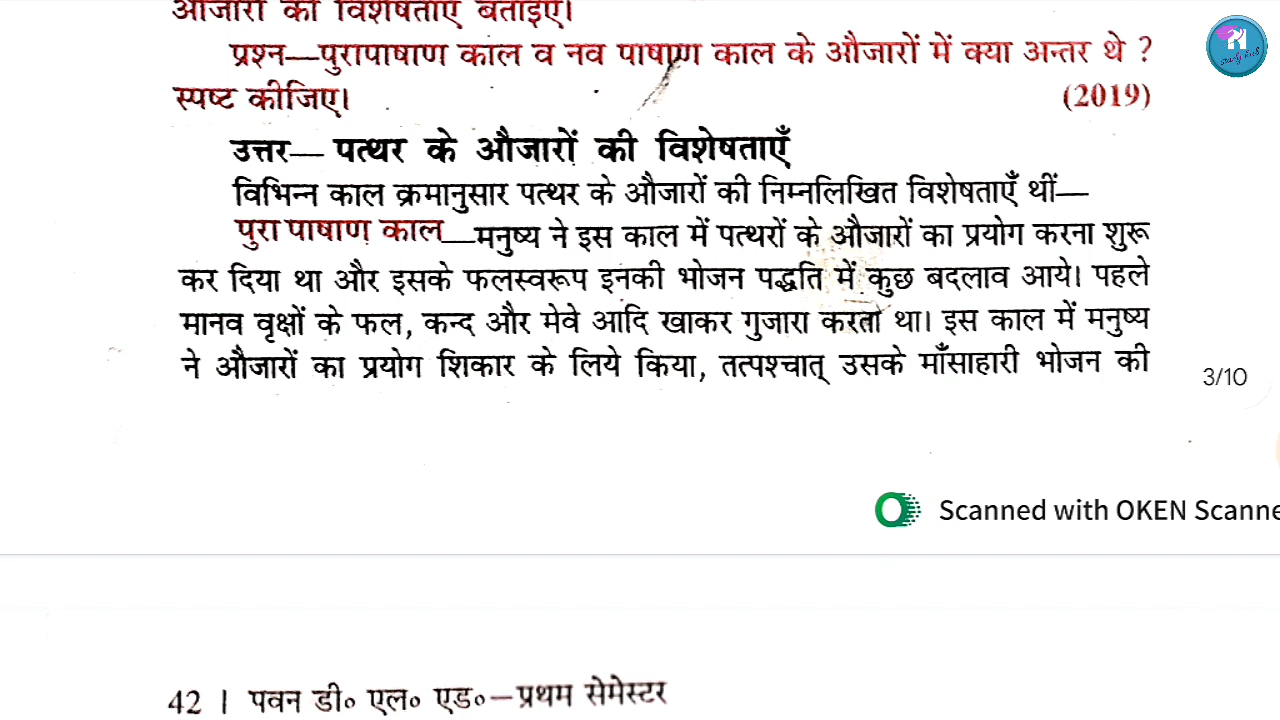 औजारों की विशेषताएँ बताइए।
प्रश्न—पुरापाषाण काल व नव पाषाण काल के औजारों में क्या अन्तर थे ?
स्पष्ट कीजिए। (2019)
उत्तर— पत्थर के औजारों की विशेषताएँ
विभिन्न काल क्रमानुसार पत्थर के औजारों की निम्नलिखित विशेषताएँ थीं—
पुरा पाषाण काल—मनुष्य ने इस काल में पत्थरों के औजारों का प्रयोग करना शुरू
कर दिया था और इसके फलस्वरूप इनकी भोजन पद्धति में कुछ बदलाव आये। पहले
मानव वृक्षों के फल, कन्द और मेवे आदि खाकर गुजारा करता था। इस काल में मनुष्य
ने औजारों का प्रयोग शिकार के लिये किया, तत्पश्चात् उसके माँसाहारी भोजन की
3/10
Scanned with OKEN Scanne
42 | पवन डी० एल० एड०–प्रथम सेमेस्टर